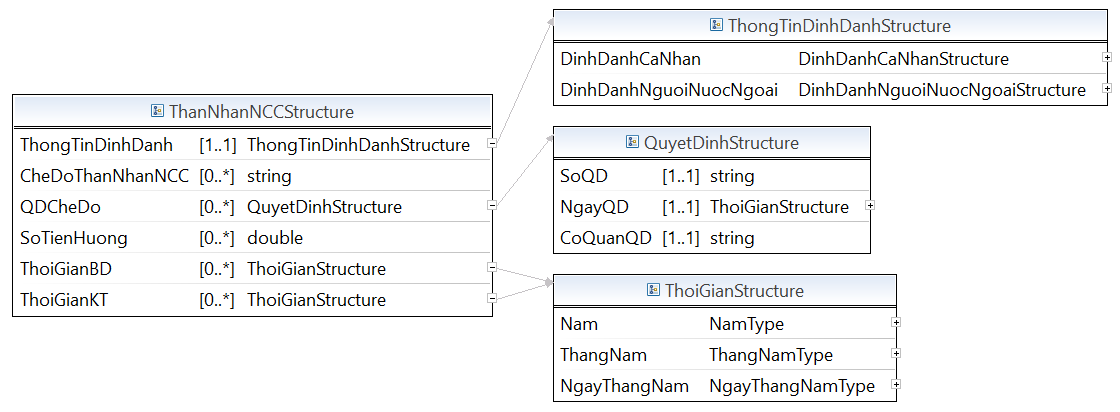 ThanNhanNCCStructure
ThongTinDinhDanh [1..1] ThongTinDinhDanhStructure
CheDoThanNhanNCC [0..*] string
QDCheDo [0..*] QuyetDinhStructure
SoTienHuong [0..*] double
ThoiGianBD [0..*] ThoiGianStructure
ThoiGianKT [0..*] ThoiGianStructure
ThongTinDinhDanhStructure
DinhDanhCaNhan DinhDanhCaNhanStructure
DinhDanhNguoiNuocNgoai DinhDanhNguoiNuocNgoaiStructure
QuyetDinhStructure
SoQD [1..1] string
NgayQD [1..1] ThoiGianStructure
CoQuanQD [1..1] string
ThoiGianStructure
Nam NamType
ThangNam ThangNamType
NgayThangNam NgayThangNamType